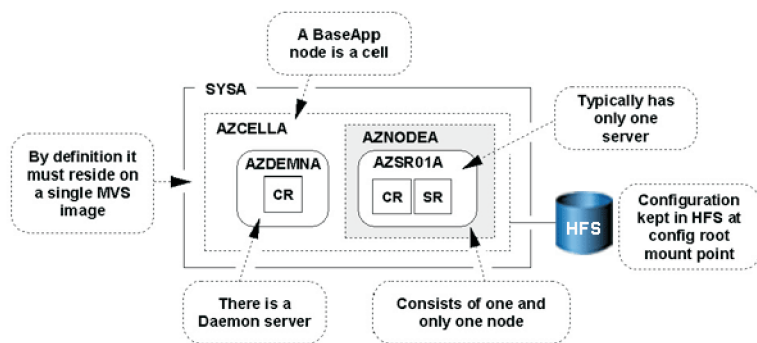 A BaseApp
node is a cell
SYSA
Typically has
only one
server
AZCELLA
AZNODEA
By definition it
must reside on
a single MVS
image
AZDEMNA
CR
AZSR01A
CR
SR
HFS
Configuration
kept in HFS at
config root
mount point
There is a
Daemon server
Consists of one and
only one node